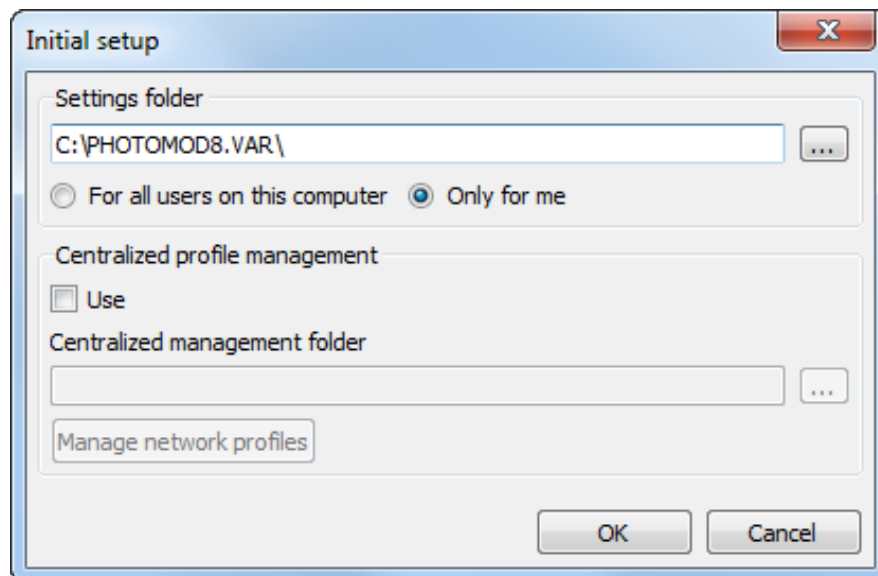 Initial setup
Settings folder
C:\PHOTOMOD8.VAR\
...
For all users on this computer Only for me
Centralized profile management
Use
Centralized management folder
...
Manage network profiles
OK Cancel